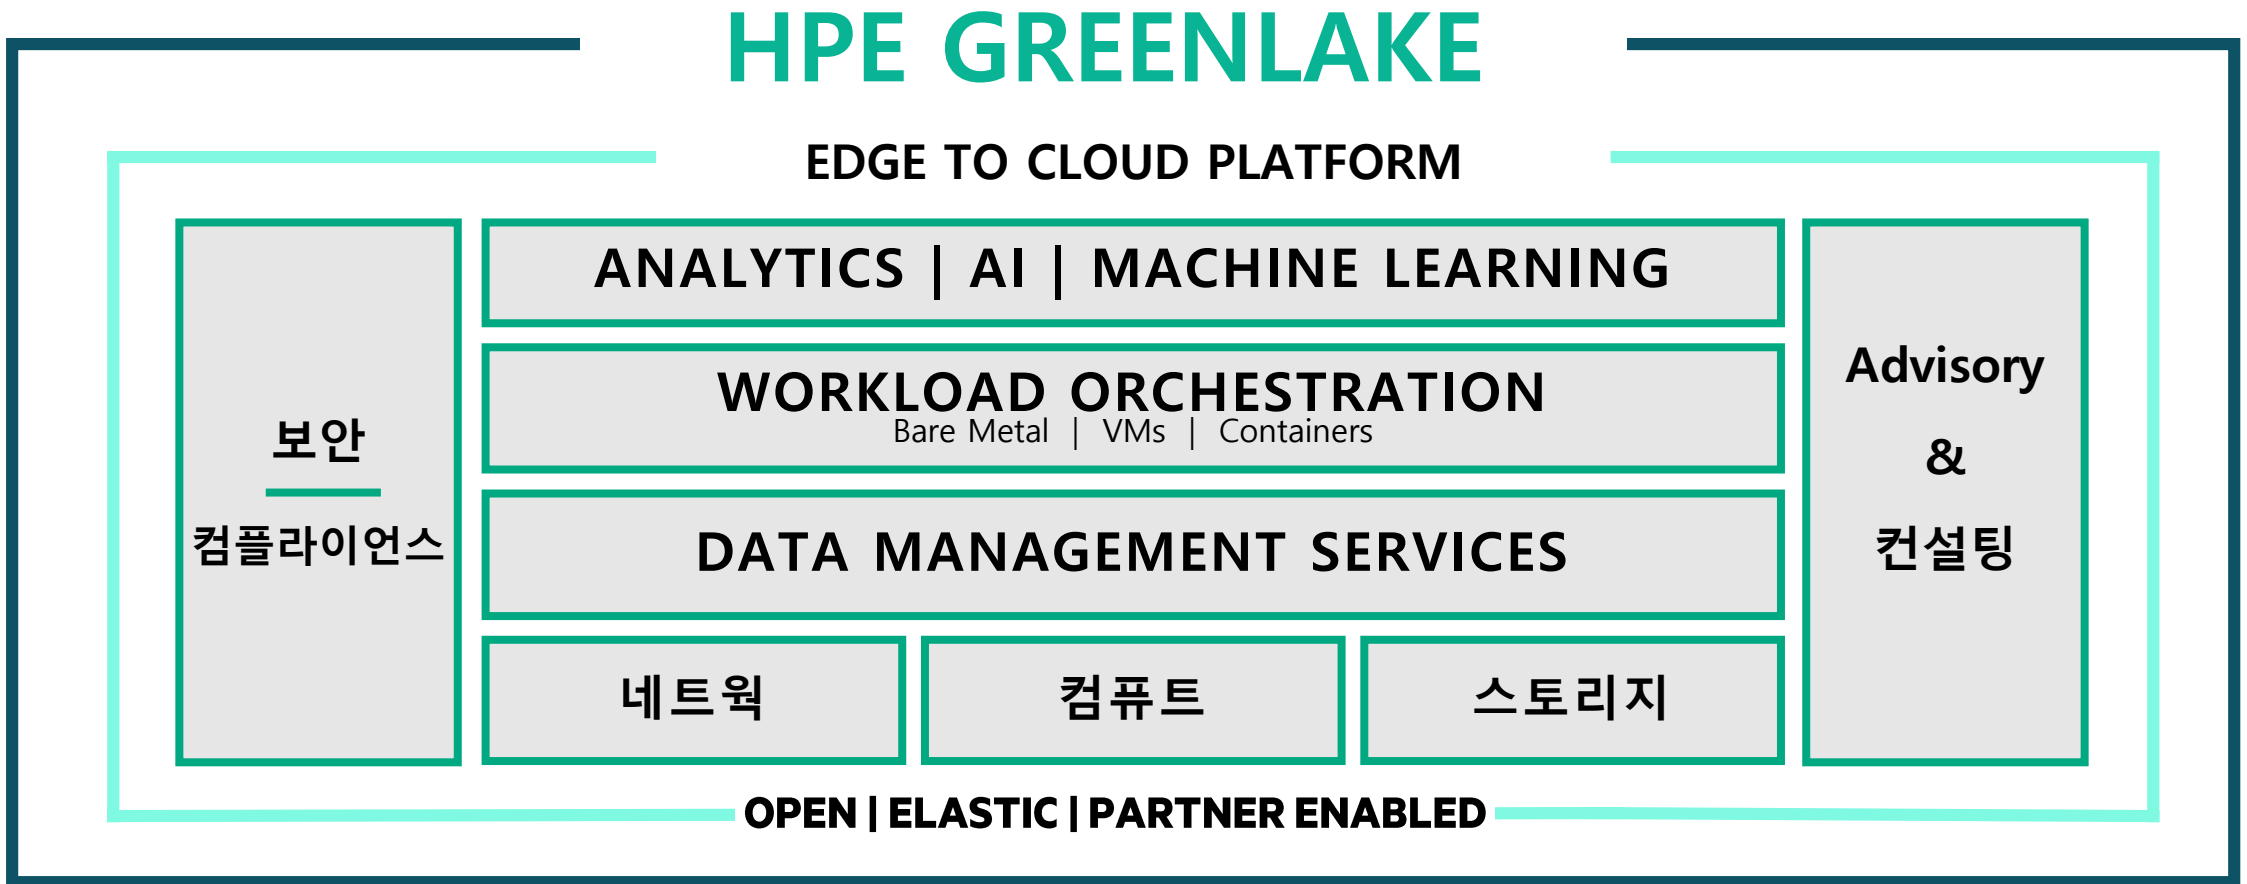 HPE GREENLAKE
EDGE TO CLOUD PLATFORM
보안
컴플라이언스
ANALYTICS | AI | MACHINE LEARNING
WORKLOAD ORCHESTRATION
Bare Metal | VMs | Containers
DATA MANAGEMENT SERVICES
네트웍
컴퓨트
스토리지
Advisory
&
컨설팅
OPEN | ELASTIC | PARTNER ENABLED